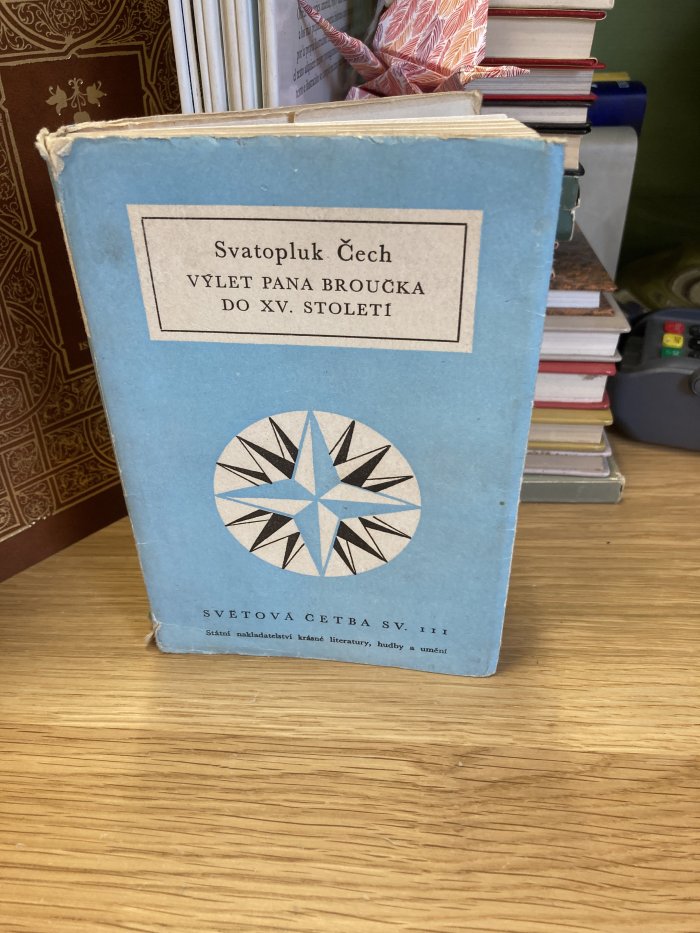 Svatopluk Čech
VÝLET PANA BROUČKA
DO XV. STOLETÍ
SVĚTOVÁ ČETBA SV. 111
Státní nakladatelství krásné literatury, hudby a umění